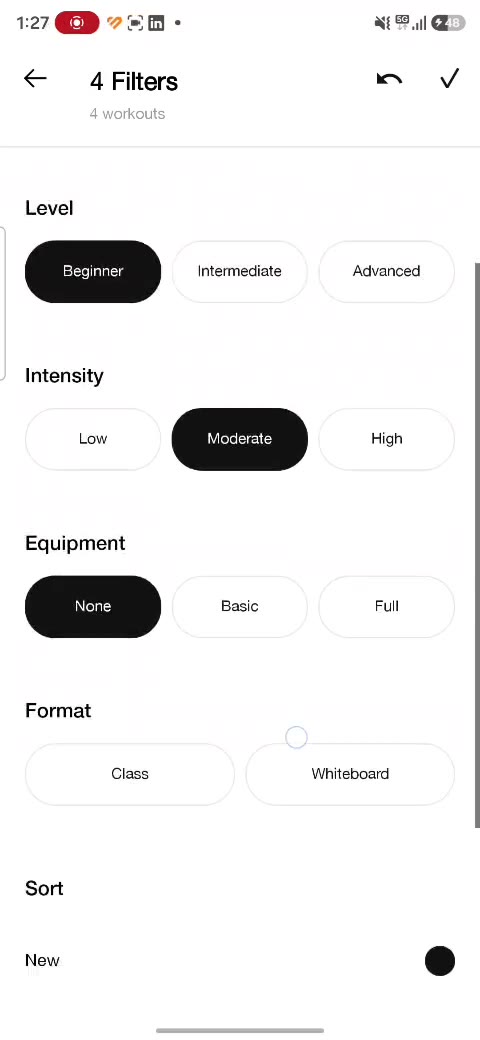 1:27
5G
48
4 Filters
4 workouts
Level
Beginner
Intermediate
Advanced
Intensity
Low
Moderate
High
Equipment
None
Basic
Full
Format
Class
Whiteboard
Sort
New